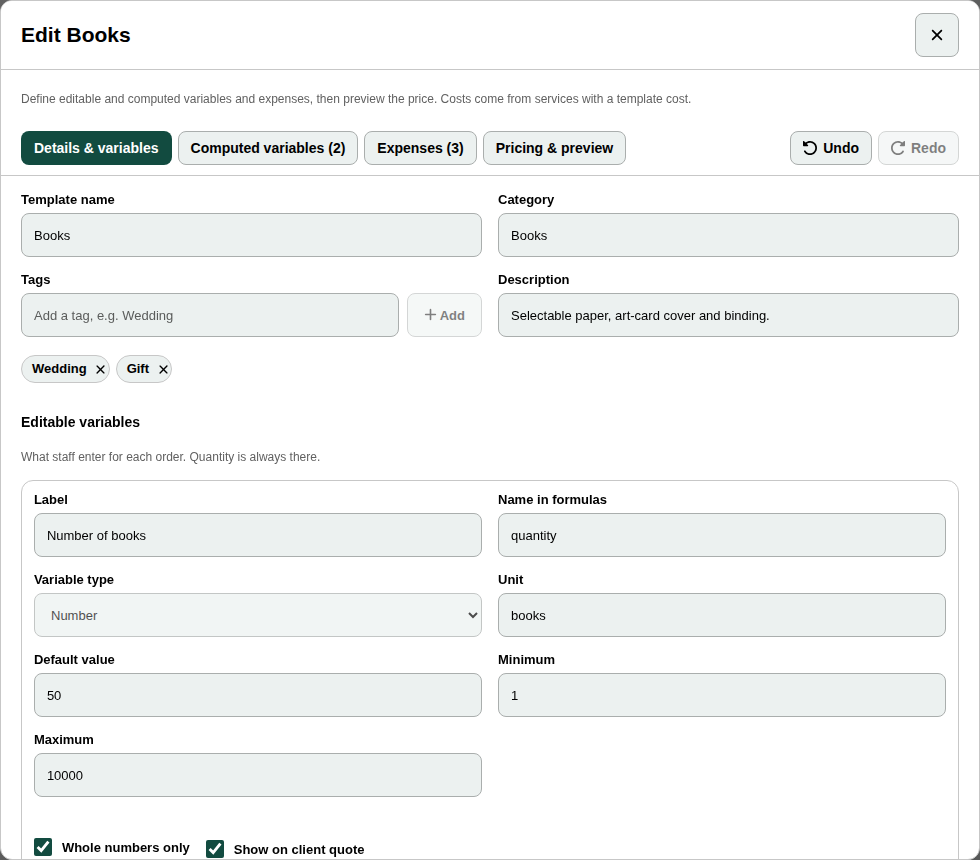 Edit Books
Define editable and computed variables and expenses, then preview the price. Costs come from services with a template cost.
Details & variables Computed variables (2) Expenses (3) Pricing & preview Undo Redo
Template name Category
Books Books
Tags Description
Add a tag, e.g. Wedding Add Selectable paper, art-card cover and binding.
Wedding Gift
Editable variables
What staff enter for each order. Quantity is always there.
Label Name in formulas
Number of books quantity
Variable type Unit
Number books
Default value Minimum
50 1
Maximum
10000
Whole numbers only Show on client quote